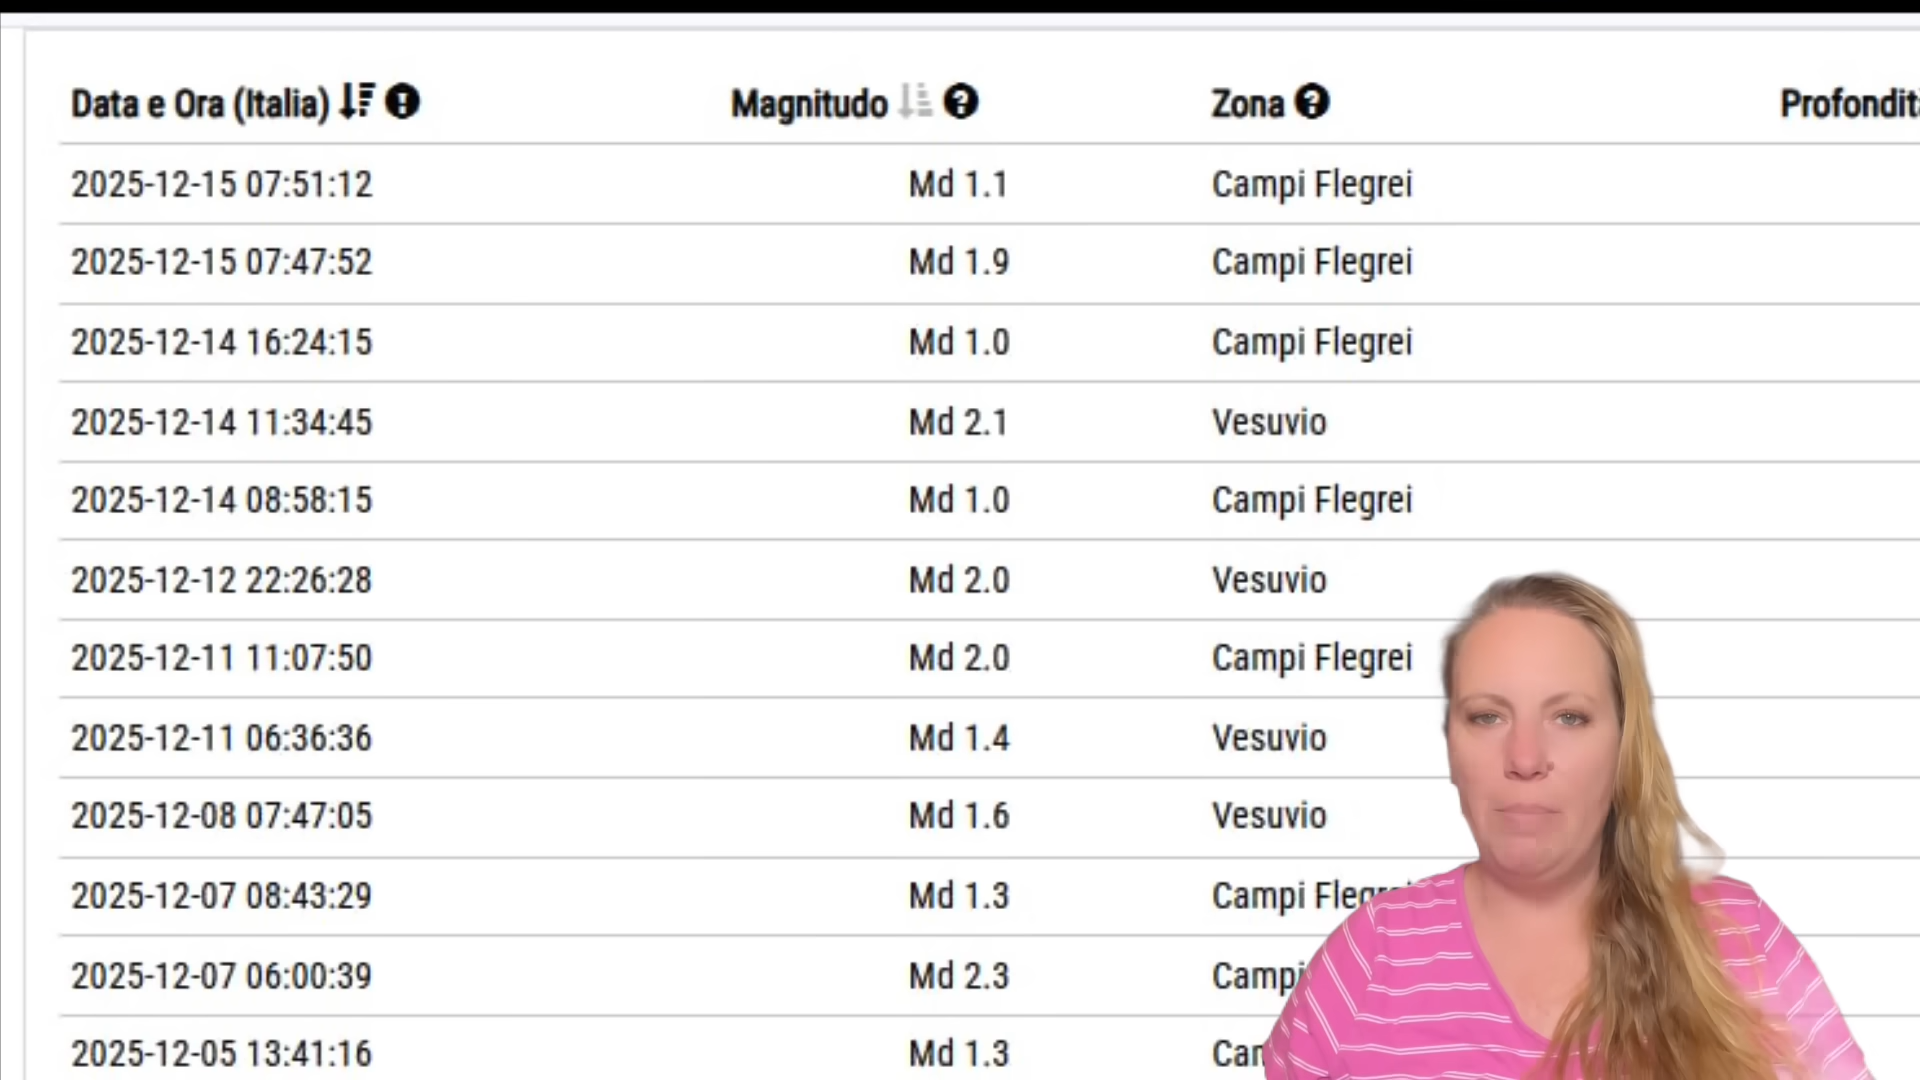 Data e Ora (Italia) Magnitudo Zona
2025-12-15 07:51:12 Md 1.1 Campi Flegrei
2025-12-15 07:47:52 Md 1.9 Campi Flegrei
2025-12-14 16:24:15 Md 1.0 Campi Flegrei
2025-12-14 11:34:45 Md 2.1 Vesuvio
2025-12-14 08:58:15 Md 1.0 Campi Flegrei
2025-12-12 22:26:28 Md 2.0 Vesuvio
2025-12-11 11:07:50 Md 2.0 Campi Flegrei
2025-12-11 06:36:36 Md 1.4 Vesuvio
2025-12-08 07:47:05 Md 1.6 Vesuvio
2025-12-07 08:43:29 Md 1.3 Campi
2025-12-07 06:00:39 Md 2.3 Campi
2025-12-05 13:41:16 Md 1.3